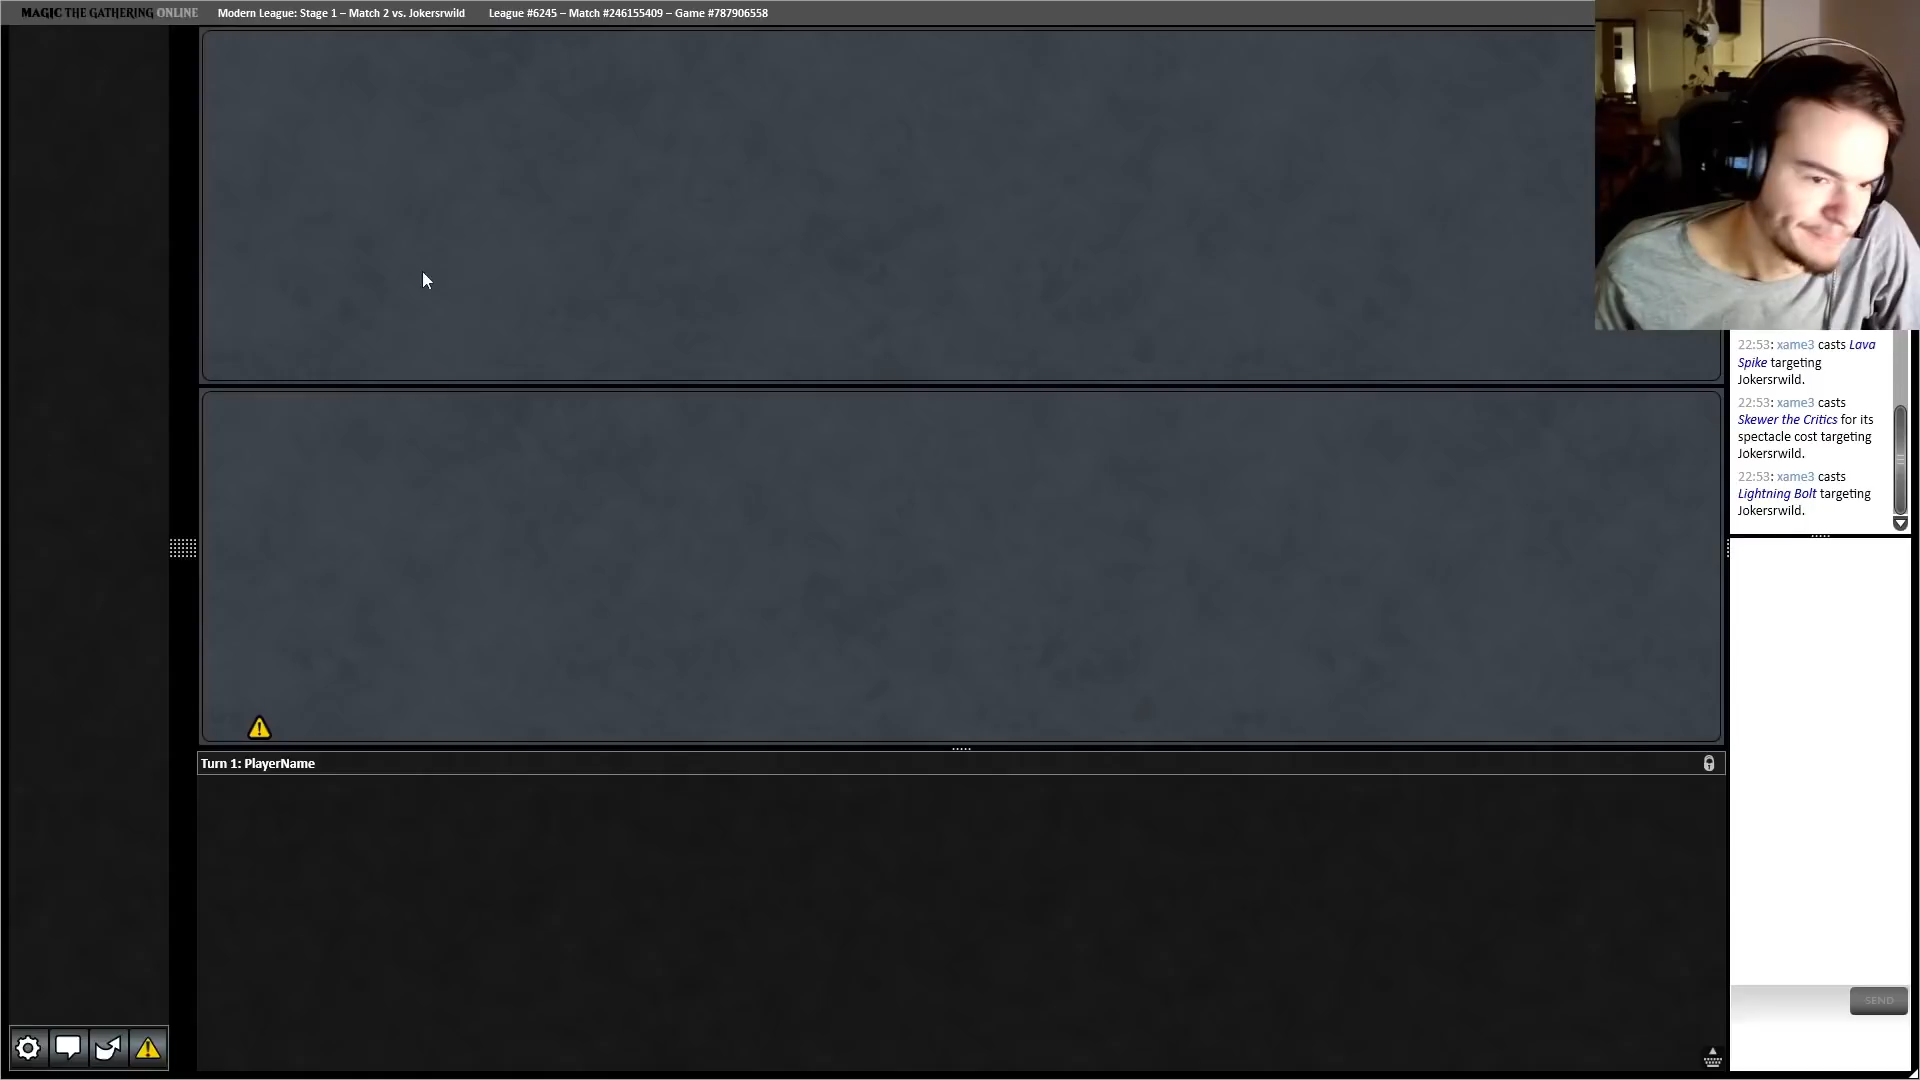 MAGIC THE GATHERING ONLINE
Modern League: Stage 1 – Match 2 vs. Jokersrwild
League #6245 – Match #246155409 – Game #787906558
22:53: xame3 casts Lava
Spike targeting
Jokersrwild.
22:53: xame3 casts
Skewer the Critics for its
spectacle cost targeting
Jokersrwild.
22:53: xame3 casts
Lightning Bolt targeting
Jokersrwild.
Turn 1: PlayerName
SEND